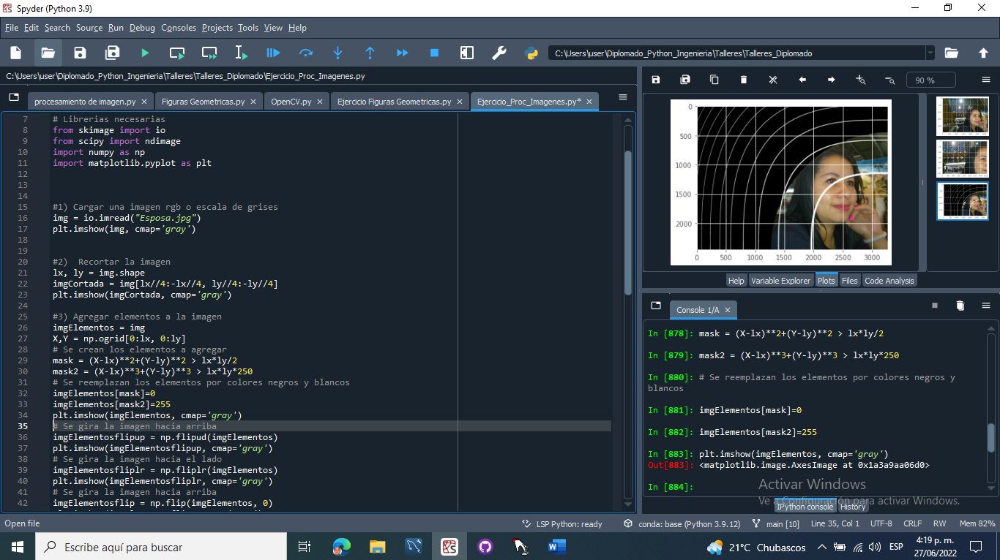 Spyder (Python 3.9)
File Edit Search Source Run Debug Consoles Projects Tools View Help
C:\Users\user\Diplomado_Python_Ingenieria\Talleres\Talleres_Diplomado
C:\Users\user\Diplomado_Python_Ingenieria\Talleres\Talleres_Diplomado\Ejercicio_Proc_Imagenes.py
procesamiento de imagen.py Figuras Geometricas.py OpenCV.py Ejercicio Figuras Geometricas.py Ejercicio_Proc_Imagenes.py*
7 # Librerias necesarias
8 from skimage import io
9 from scipy import ndimage
10 import numpy as np
11 import matplotlib.pyplot as plt
12
13
14
15 #1) Cargar una imagen rgb o escala de grises
16 img = io.imread("Esposa.jpg")
17 plt.imshow(img, cmap='gray')
18
19
20 #2)  Recortar la imagen
21 lx, ly = img.shape
22 imgCortada = img[lx//4:-lx//4, ly//4:-ly//4]
23 plt.imshow(imgCortada, cmap='gray')
24
25 #3) Agregar elementos a la imagen
26 imgElementos = img
27 X,Y = np.ogrid[0:lx, 0:ly]
28 # Se crean los elementos a agregar
29 mask = (X-lx)**2+(Y-ly)**2 > lx*ly/2
30 mask2 = (X-lx)**3+(Y-ly)**3 > lx*ly*250
31 # Se reemplazan los elementos por colores negros y blancos
32 imgElementos[mask]=0
33 imgElementos[mask2]=255
34 plt.imshow(imgElementos, cmap='gray')
35 # Se gira la imagen hacia arriba
36 imgElementosflipup = np.flipud(imgElementos)
37 plt.imshow(imgElementosflipup, cmap='gray')
38 # Se gira la imagen hacia el lado
39 imgElementosfliplr = np.fliplr(imgElementos)
40 plt.imshow(imgElementosfliplr, cmap='gray')
41 # Se gira la imagen hacia arriba
42 imgElementosflip = np.flip(imgElementos, 0)
90 %
0
500
1000
1500
2000
0 500 1000 1500 2000 2500 3000
Help Variable Explorer Plots Files Code Analysis
Console 1/A
In [878]: mask = (X-lx)**2+(Y-ly)**2 > lx*ly/2
In [879]: mask2 = (X-lx)**3+(Y-ly)**3 > lx*ly*250
In [880]: # Se reemplazan los elementos por colores negros y
blancos
In [881]: imgElementos[mask]=0
In [882]: imgElementos[mask2]=255
In [883]: plt.imshow(imgElementos, cmap='gray')
Out[883]: <matplotlib.image.AxesImage at 0x1a3a9aa06d0>
In [884]:
Activar Windows
Ve a Configuración para activar Windows.
IPython console History
Open file LSP Python: ready conda: base (Python 3.9.12) main [10] Line 35, Col 1 UTF-8 CRLF RW Mem 82%
Escribe aquí para buscar
21°C Chubascos ESP
4:19 p. m.
27/06/2022